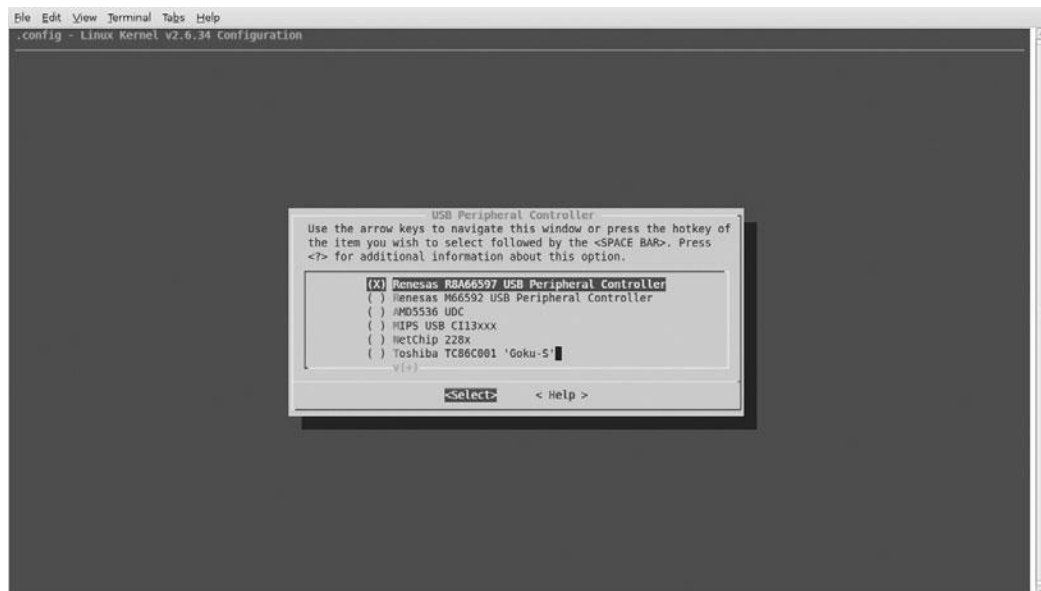 File Edit View Terminal Tabs Help
.config - Linux Kernel v2.6.34 Configuration
USB Peripheral Controller
Use the arrow keys to navigate this window or press the hotkey of
the item you wish to select followed by the <SPACE BAR>. Press
<?> for additional information about this option.
(X) Renesas R8A66597 USB Peripheral Controller
( ) Renesas M66592 USB Peripheral Controller
( ) AMD5536 UDC
( ) MIPS USB CI13xxx
( ) NetChip 228x
( ) Toshiba TC86C001 'Goku-S'
v(+)
<Select> < Help >